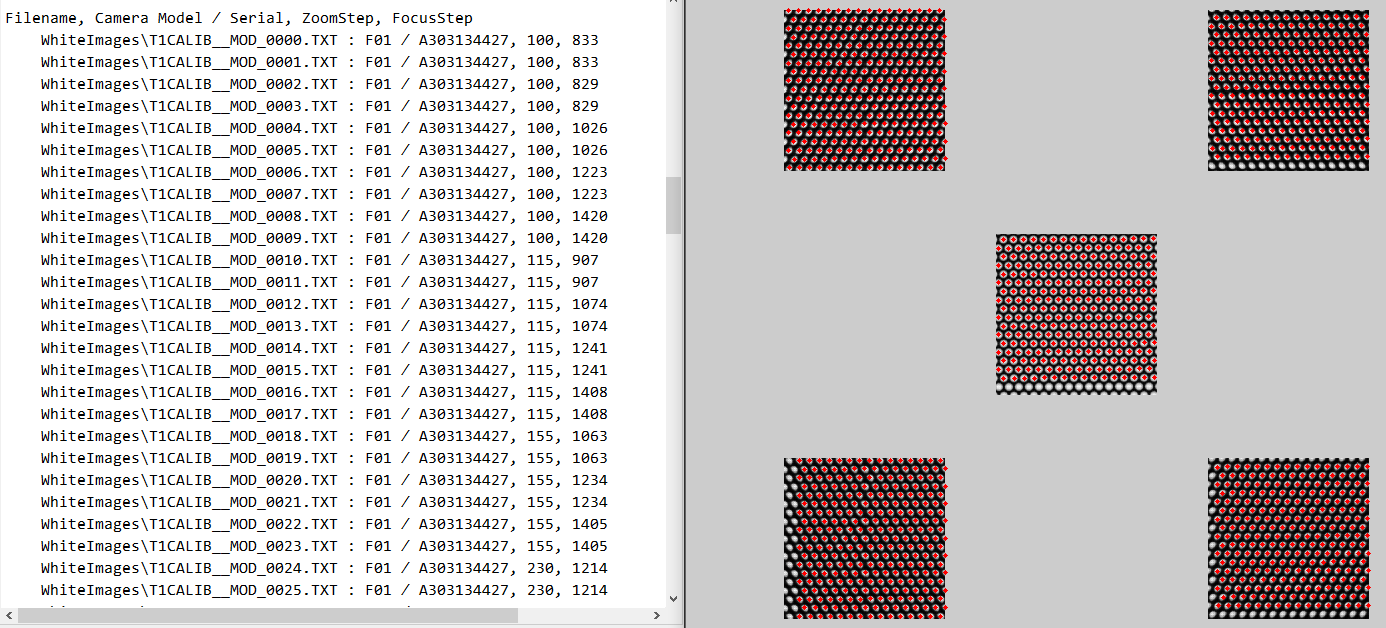 Filename, Camera Model / Serial, ZoomStep, FocusStep
WhiteImages\T1CALIB__MOD_0000.TXT : F01 / A303134427, 100, 833
WhiteImages\T1CALIB__MOD_0001.TXT : F01 / A303134427, 100, 833
WhiteImages\T1CALIB__MOD_0002.TXT : F01 / A303134427, 100, 829
WhiteImages\T1CALIB__MOD_0003.TXT : F01 / A303134427, 100, 829
WhiteImages\T1CALIB__MOD_0004.TXT : F01 / A303134427, 100, 1026
WhiteImages\T1CALIB__MOD_0005.TXT : F01 / A303134427, 100, 1026
WhiteImages\T1CALIB__MOD_0006.TXT : F01 / A303134427, 100, 1223
WhiteImages\T1CALIB__MOD_0007.TXT : F01 / A303134427, 100, 1223
WhiteImages\T1CALIB__MOD_0008.TXT : F01 / A303134427, 100, 1420
WhiteImages\T1CALIB__MOD_0009.TXT : F01 / A303134427, 100, 1420
WhiteImages\T1CALIB__MOD_0010.TXT : F01 / A303134427, 115, 907
WhiteImages\T1CALIB__MOD_0011.TXT : F01 / A303134427, 115, 907
WhiteImages\T1CALIB__MOD_0012.TXT : F01 / A303134427, 115, 1074
WhiteImages\T1CALIB__MOD_0013.TXT : F01 / A303134427, 115, 1074
WhiteImages\T1CALIB__MOD_0014.TXT : F01 / A303134427, 115, 1241
WhiteImages\T1CALIB__MOD_0015.TXT : F01 / A303134427, 115, 1241
WhiteImages\T1CALIB__MOD_0016.TXT : F01 / A303134427, 115, 1408
WhiteImages\T1CALIB__MOD_0017.TXT : F01 / A303134427, 115, 1408
WhiteImages\T1CALIB__MOD_0018.TXT : F01 / A303134427, 155, 1063
WhiteImages\T1CALIB__MOD_0019.TXT : F01 / A303134427, 155, 1063
WhiteImages\T1CALIB__MOD_0020.TXT : F01 / A303134427, 155, 1234
WhiteImages\T1CALIB__MOD_0021.TXT : F01 / A303134427, 155, 1234
WhiteImages\T1CALIB__MOD_0022.TXT : F01 / A303134427, 155, 1405
WhiteImages\T1CALIB__MOD_0023.TXT : F01 / A303134427, 155, 1405
WhiteImages\T1CALIB__MOD_0024.TXT : F01 / A303134427, 230, 1214
WhiteImages\T1CALIB__MOD_0025.TXT : F01 / A303134427, 230, 1214